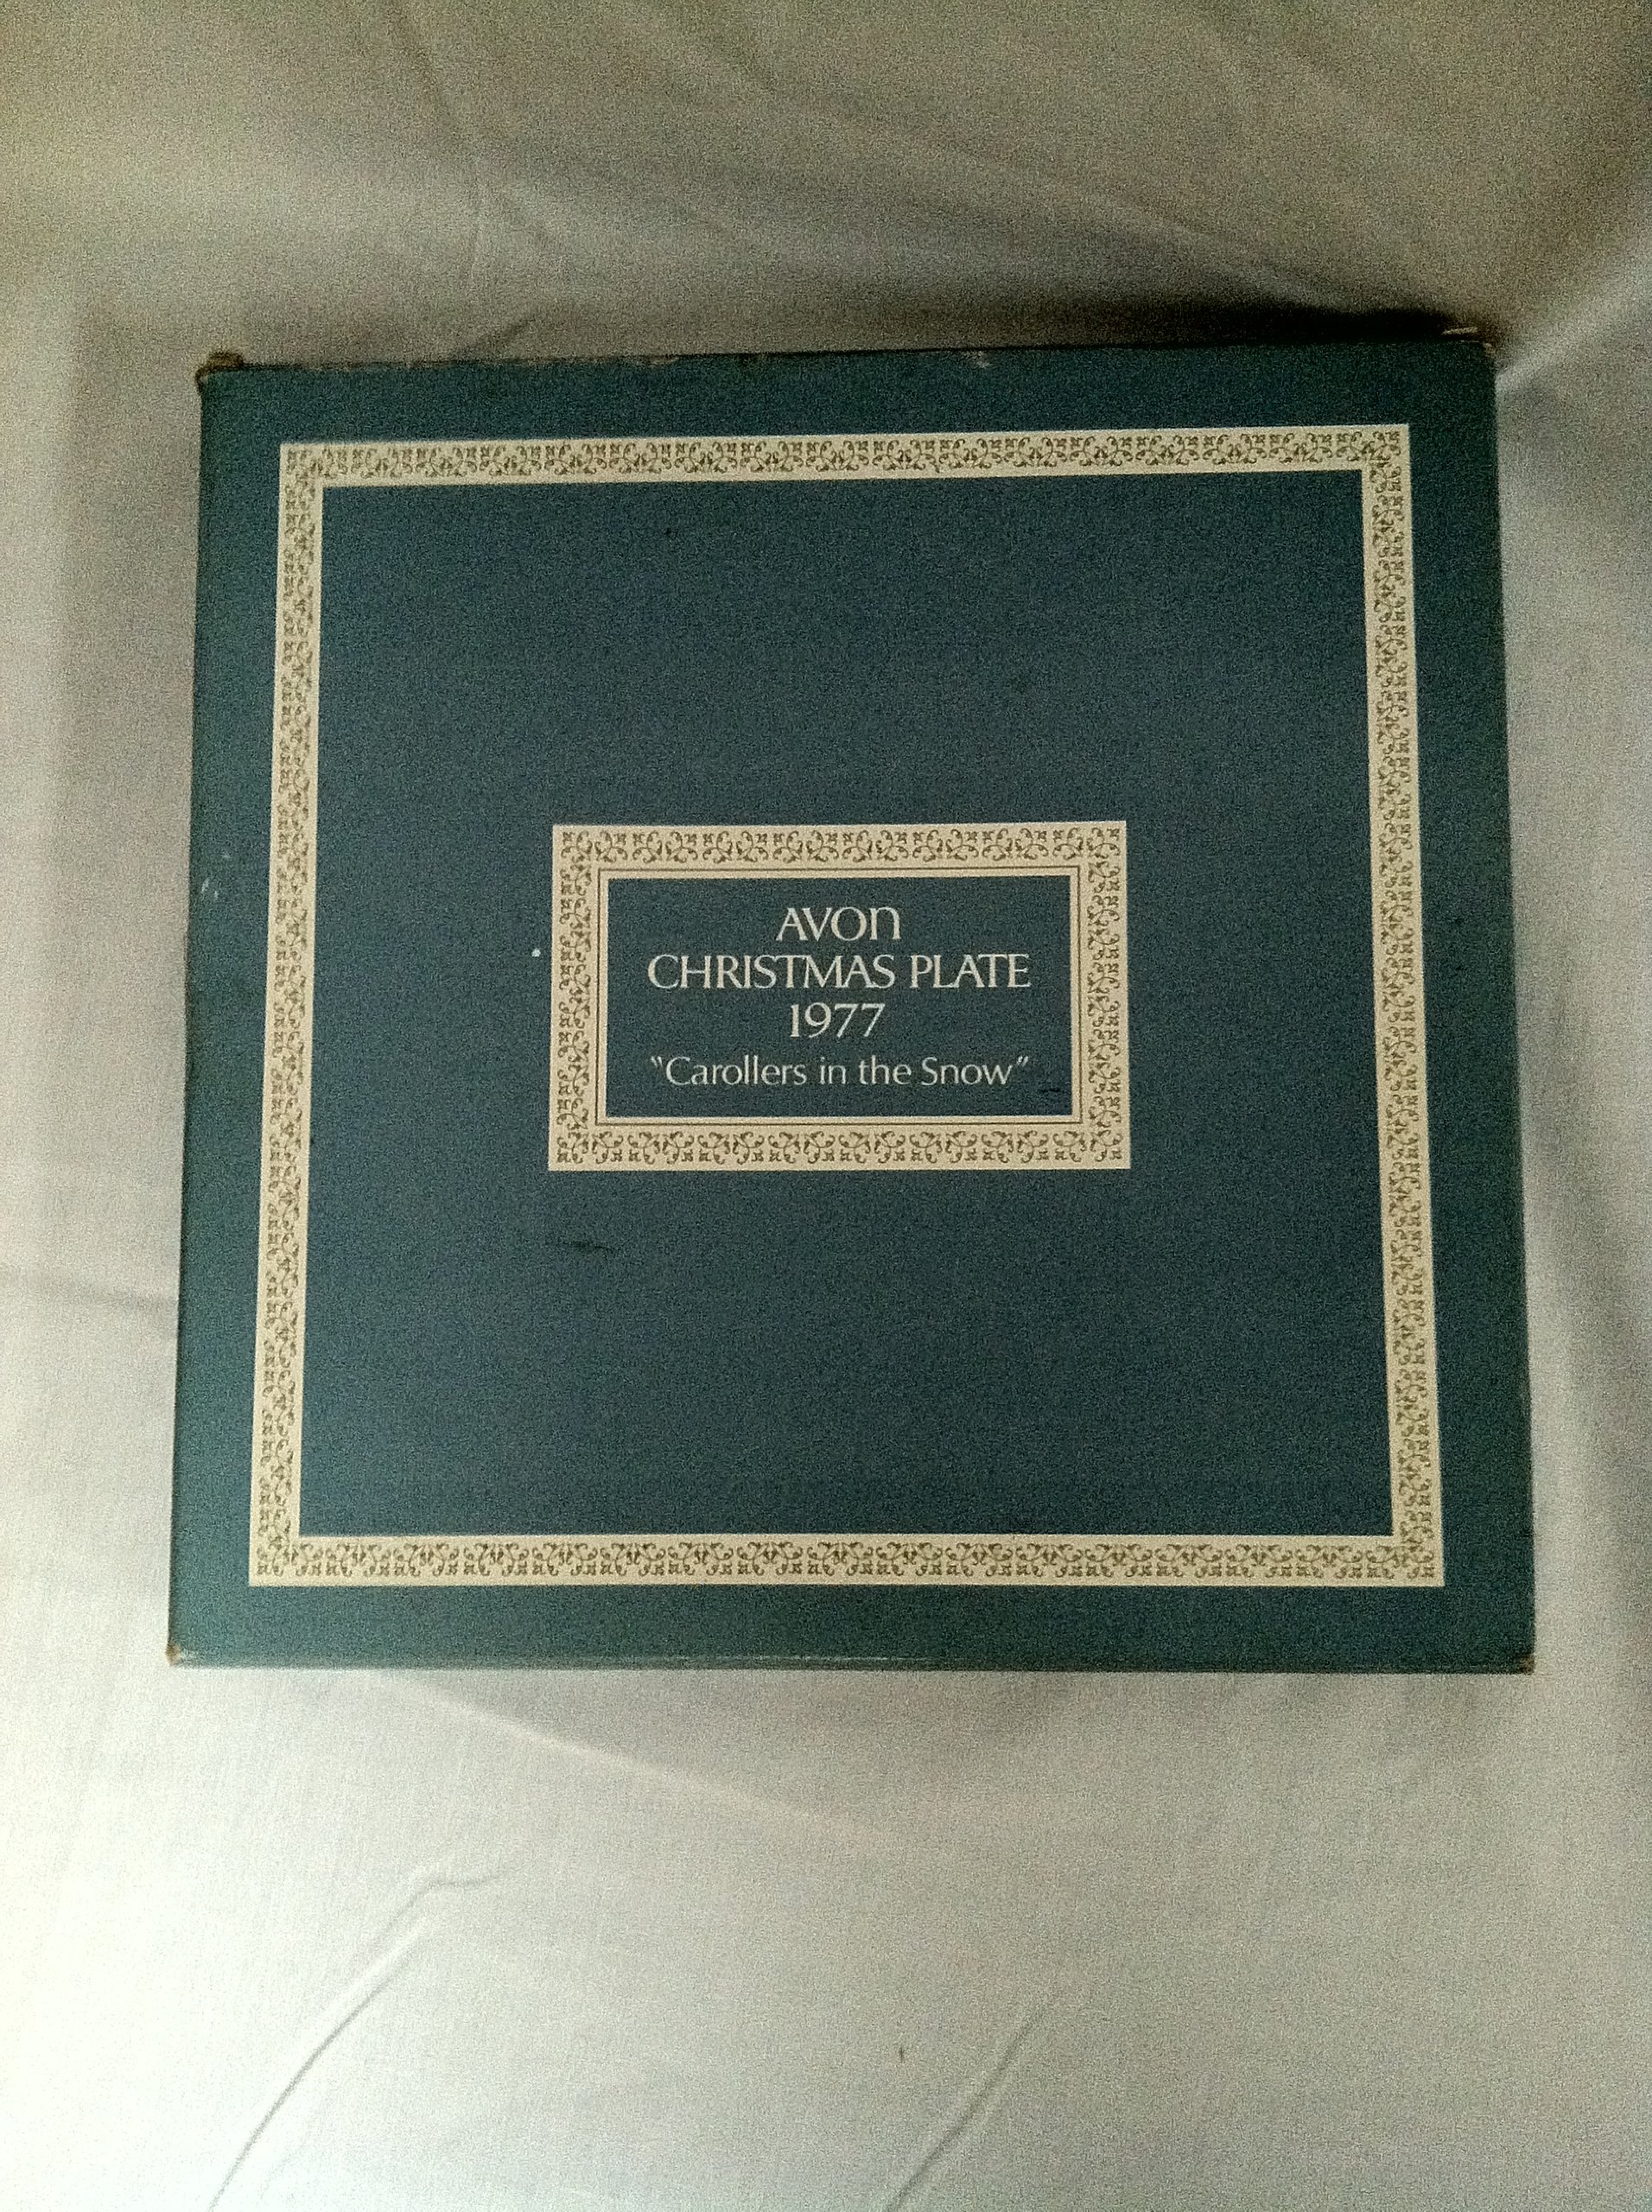 AVON
CHRISTMAS PLATE
1977
"Carollers in the Snow"